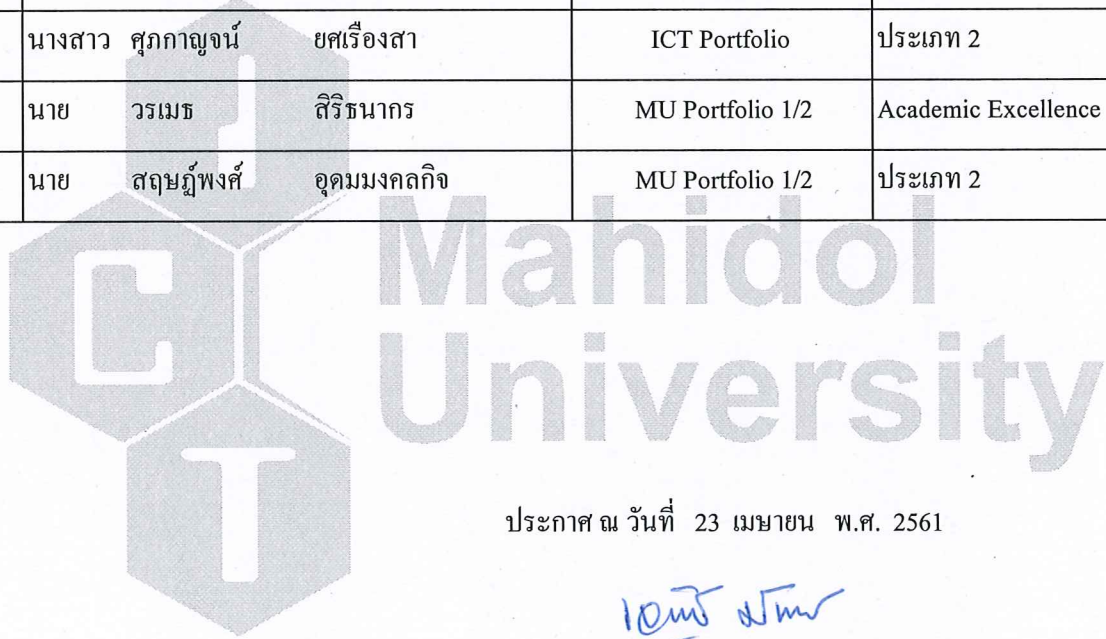 นางสาว ศุภกาญจน์ ยศเรืองสา ICT Portfolio ประเภท 2
นาย วรเมธ สิริธนากร MU Portfolio 1/2 Academic Excellence
นาย สฤษฎ์พงศ์ อุดมมงคลกิจ MU Portfolio 1/2 ประเภท 2
I
C
T
Mahidol
University
ประกาศ ณ วันที่ 23 เมษายน พ.ศ. 2561